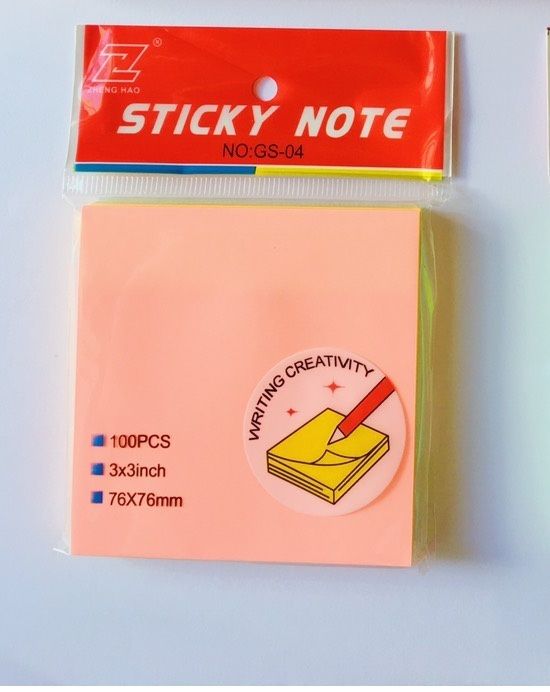 ®
ZHENG HAO
STICKY NOTE
NO:GS-04
WRITING CREATIVITY
100PCS
3x3inch
76X76mm